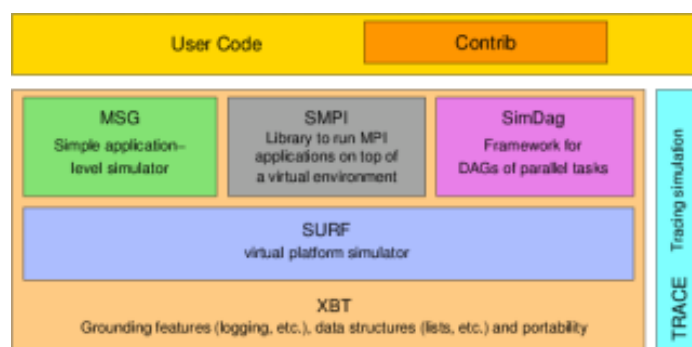 User Code
Contrib
MSG
Simple application–
level simulator
SMPI
Library to run MPI
applications on top of
a virtual environment
SimDag
Framework for
DAGs of parallel tasks
SURF
virtual platform simulator
XBT
Grounding features (logging, etc.), data structures (lists, etc.) and portability
TRACE Tracing simulation